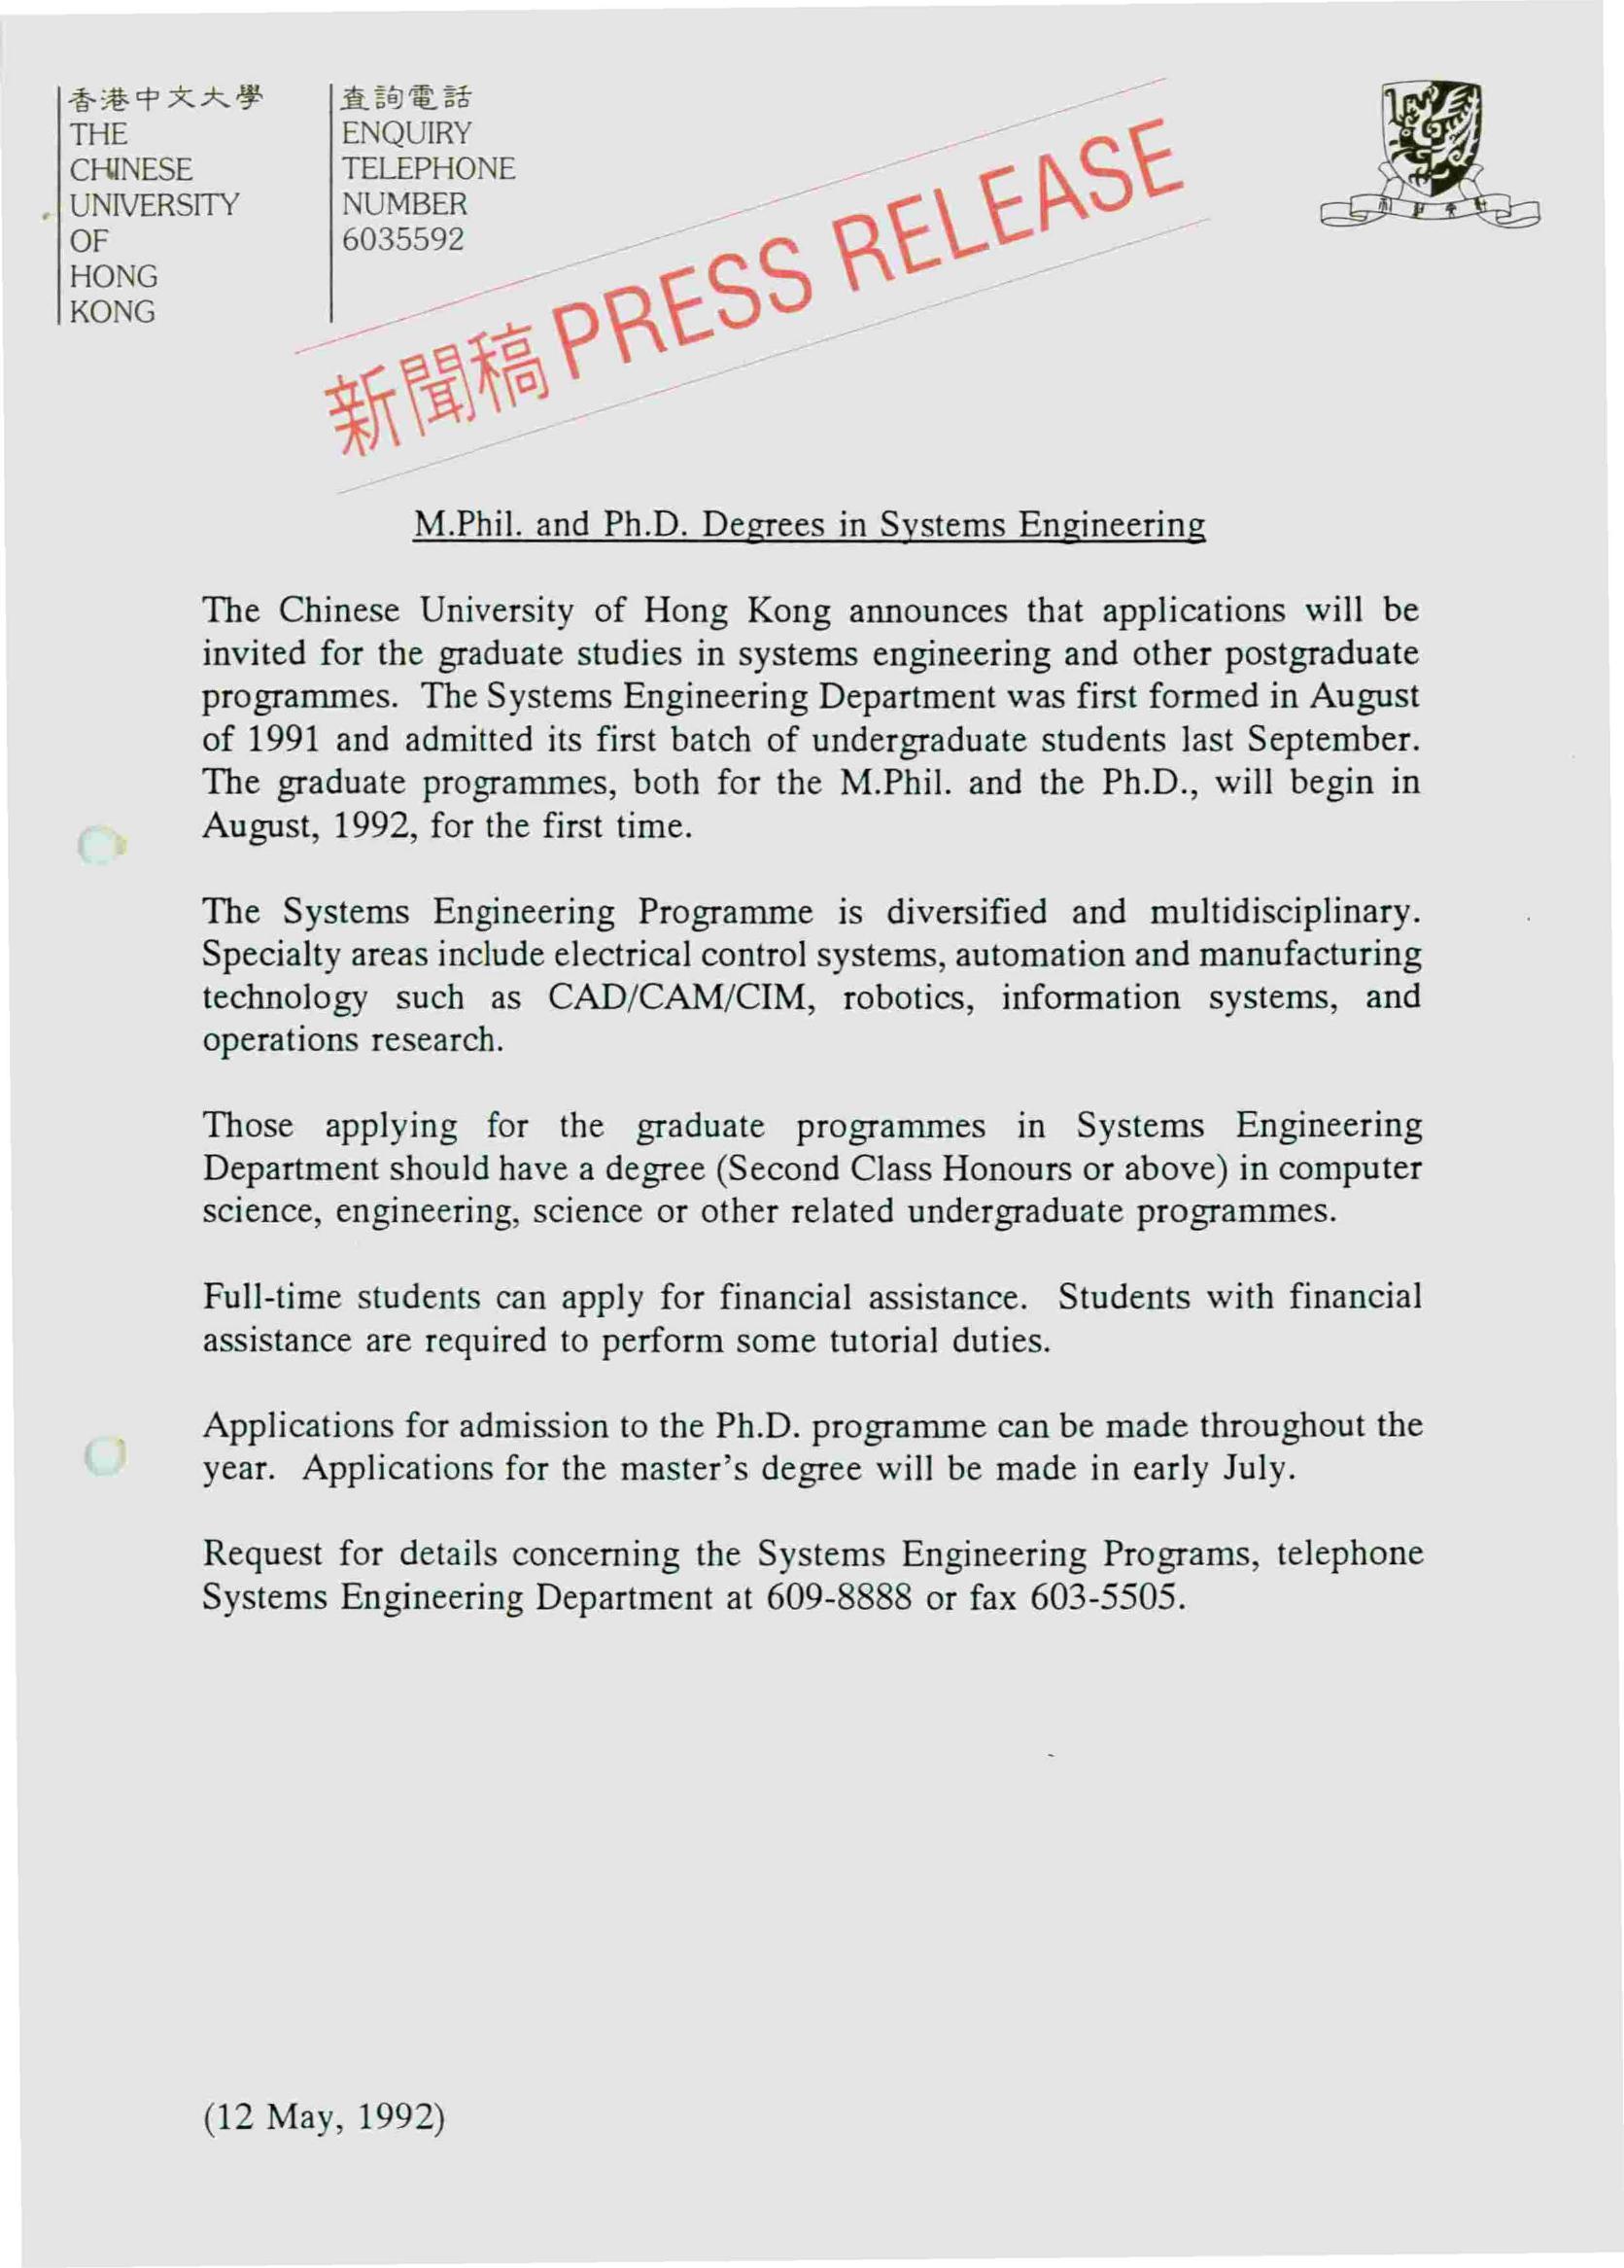 香港中文大學
THE
CHINESE
UNIVERSITY
OF
HONG
KONG
查詢電話
ENQUIRY
TELEPHONE
NUMBER
6035592
新聞稿 PRESS RELEASE
M.Phil. and Ph.D. Degrees in Systems Engineering
The Chinese University of Hong Kong announces that applications will be
invited for the graduate studies in systems engineering and other postgraduate
programmes. The Systems Engineering Department was first formed in August
of 1991 and admitted its first batch of undergraduate students last September.
The graduate programmes, both for the M.Phil. and the Ph.D., will begin in
August, 1992, for the first time.
The Systems Engineering Programme is diversified and multidisciplinary.
Specialty areas include electrical control systems, automation and manufacturing
technology such as CAD/CAM/CIM, robotics, information systems, and
operations research.
Those applying for the graduate programmes in Systems Engineering
Department should have a degree (Second Class Honours or above) in computer
science, engineering, science or other related undergraduate programmes.
Full-time students can apply for financial assistance. Students with financial
assistance are required to perform some tutorial duties.
Applications for admission to the Ph.D. programme can be made throughout the
year. Applications for the master's degree will be made in early July.
Request for details concerning the Systems Engineering Programs, telephone
Systems Engineering Department at 609-8888 or fax 603-5505.
(12 May, 1992)